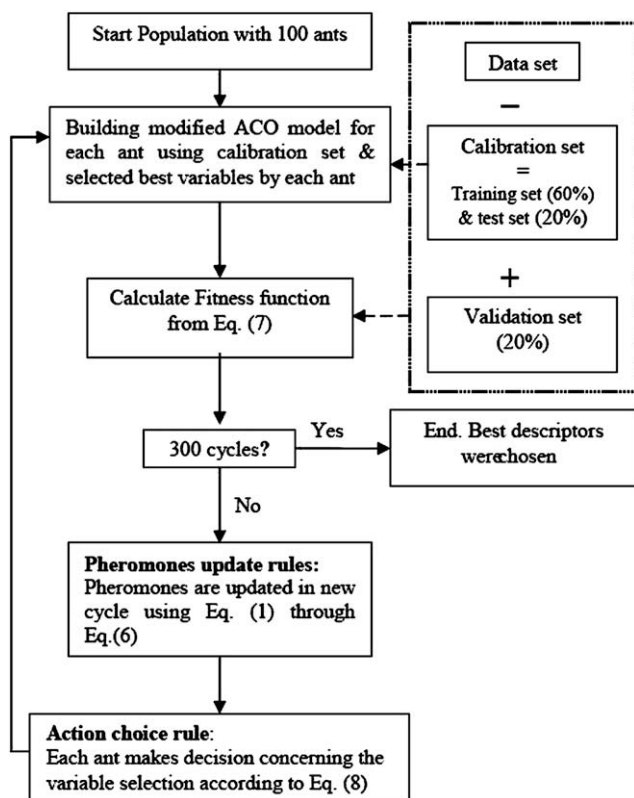 Start Population with 100 ants
Building modified ACO model for
each ant using calibration set &
selected best variables by each ant
Calculate Fitness function
from Eq. (7)
300 cycles?
Yes
End. Best descriptors
werechosen
No
Pheromones update rules:
Pheromones are updated in new
cycle using Eq. (1) through
Eq.(6)
Action choice rule:
Each ant makes decision concerning the
variable selection according to Eq. (8)
Data set
–
Calibration set
=
Training set (60%)
& test set (20%)
+
Validation set
(20%)